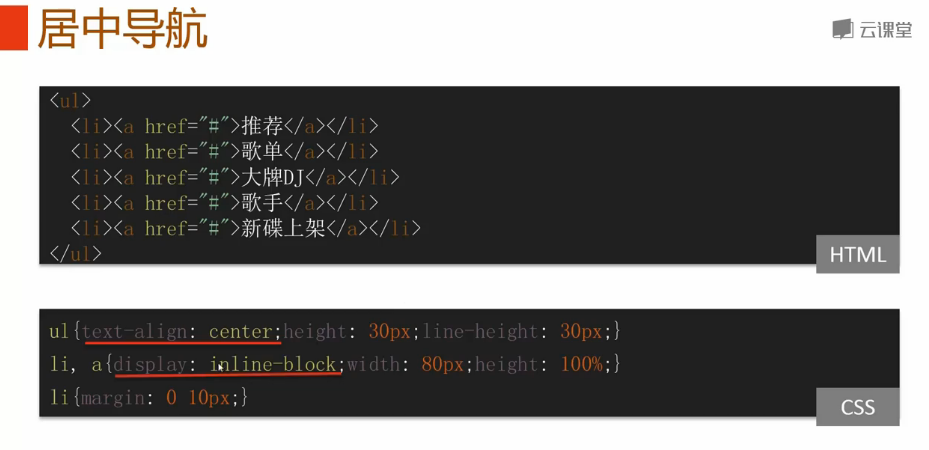 居中导航
云课堂
<ul>
<li><a href="#">推荐</a></li>
<li><a href="#">歌单</a></li>
<li><a href="#">大牌DJ</a></li>
<li><a href="#">歌手</a></li>
<li><a href="#">新碟上架</a></li>
</ul>
HTML
ul{text-align: center;height: 30px;line-height: 30px;}
li, a{display: inline-block;width: 80px;height: 100%;}
li{margin: 0 10px;}
CSS